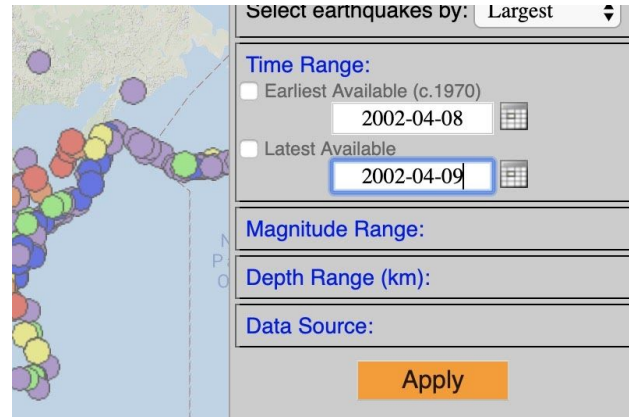 Select earthquakes by: Largest
Time Range:
Earliest Available (c.1970)
2002-04-08
Latest Available
2002-04-09
Magnitude Range:
Depth Range (km):
Data Source:
Apply